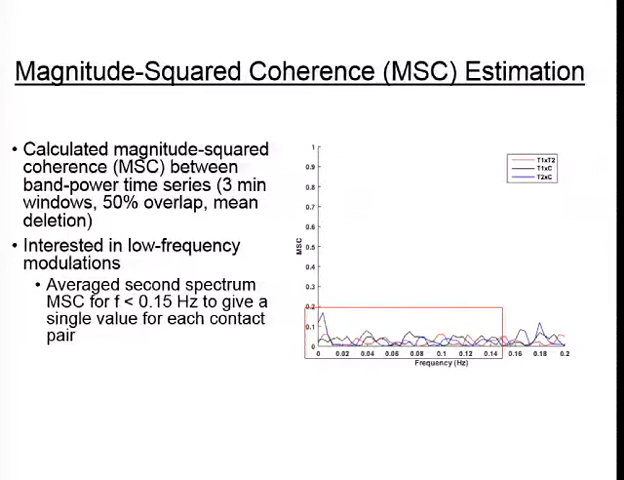 Magnitude-Squared Coherence (MSC) Estimation
• Calculated magnitude-squared
coherence (MSC) between
band-power time series (3 min
windows, 50% overlap, mean
deletion)
• Interested in low-frequency
modulations
• Averaged second spectrum
MSC for f < 0.15 Hz to give a
single value for each contact
pair
1
0.9
0.8
0.7
0.6
0.5
0.4
0.3
0.2
0.1
0
MSC
T1xT2
T1xC
T2xC
0 0.02 0.04 0.06 0.08 0.1 0.12 0.14 0.16 0.18 0.2
Frequency (Hz)